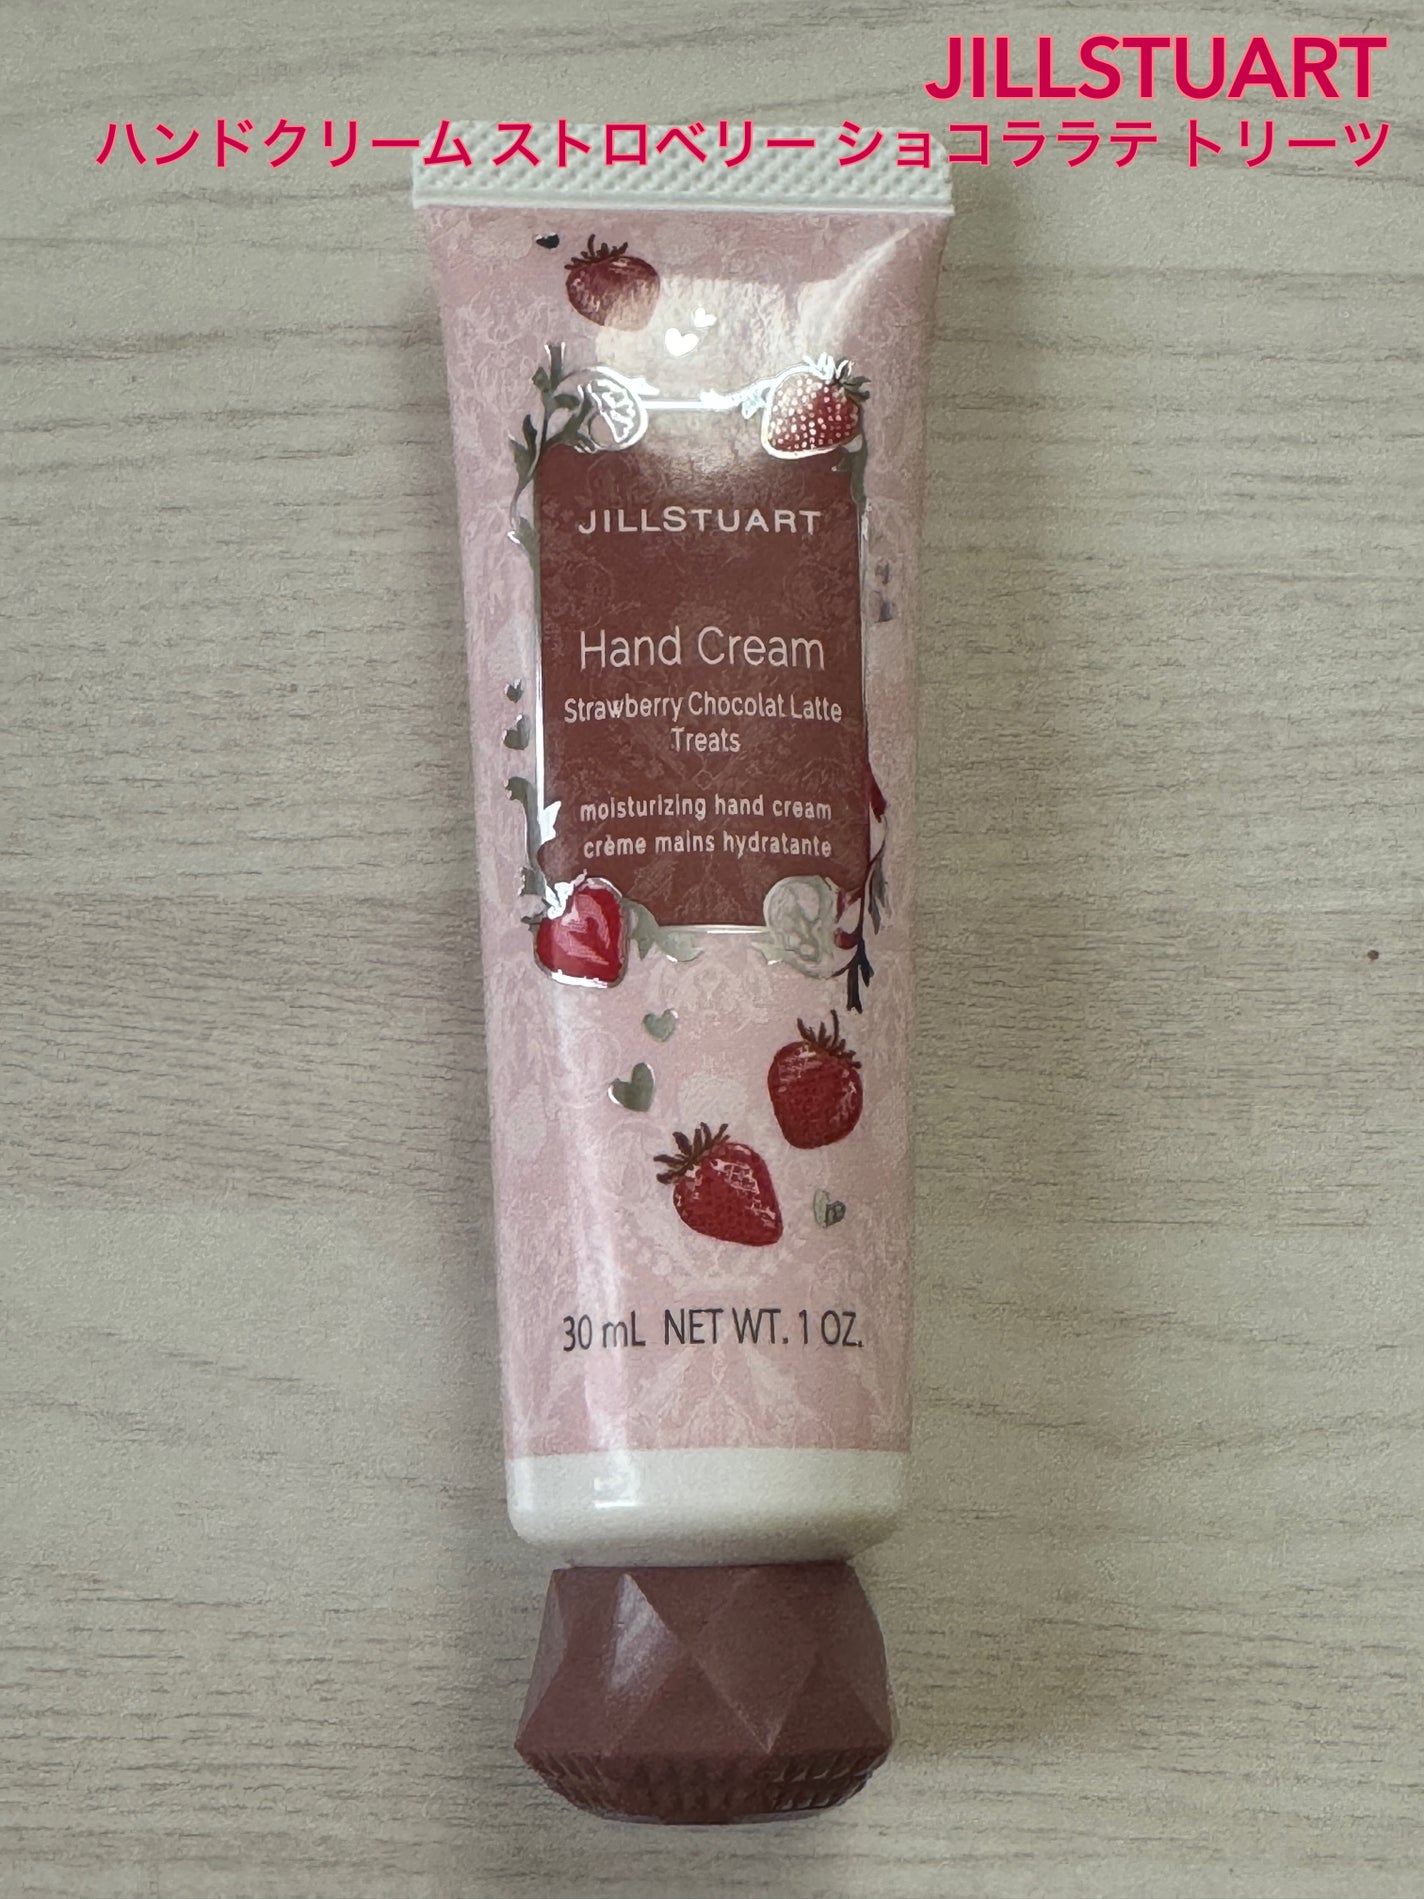 JILLSTUART
ハンドクリーム ストロベリー ショコララテ トリーツ
JILLSTUART
Hand Cream
Strawberry Chocolat Latte
Treats
moisturizing hand cream
crème mains hydratante
30 mL NET WT. 1 OZ.